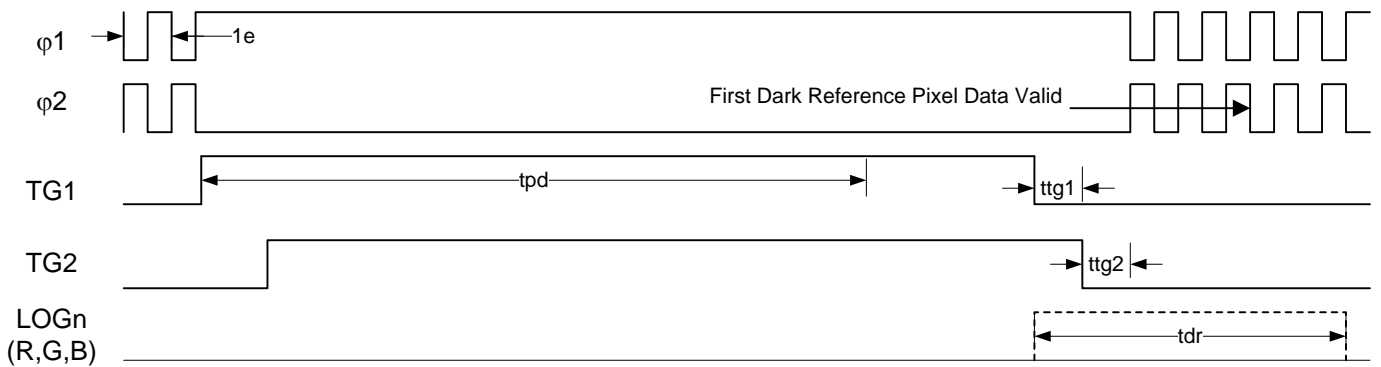 φ1
1e
φ2
First Dark Reference Pixel Data Valid
TG1
tpd
ttg1
TG2
ttg2
LOGn
(R,G,B)
tdr